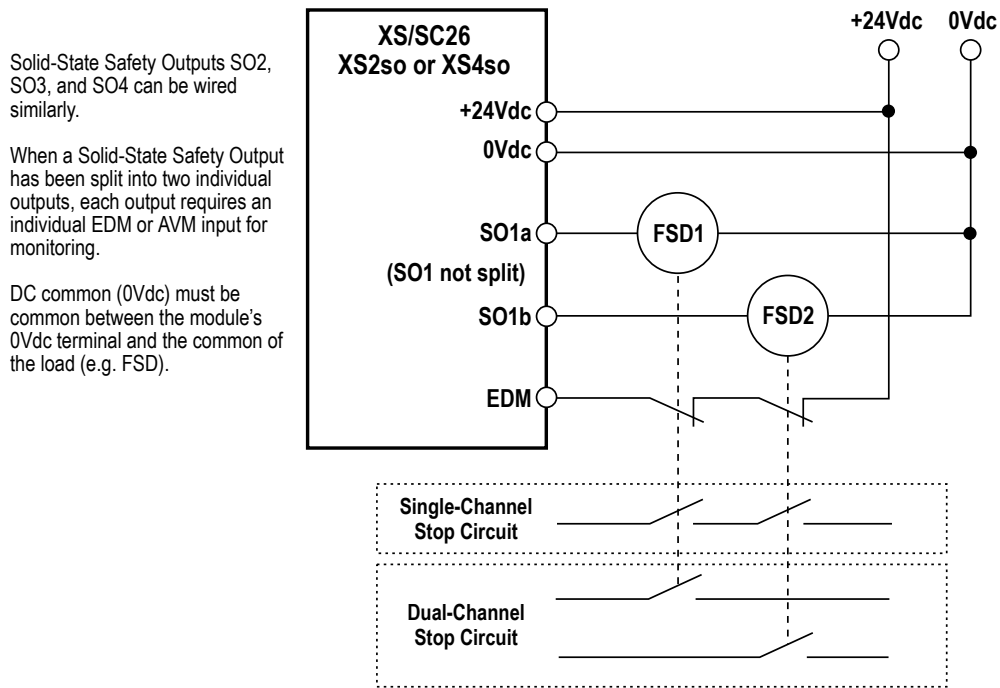 Solid-State Safety Outputs SO2,
SO3, and SO4 can be wired
similarly.
When a Solid-State Safety Output
has been split into two individual
outputs, each output requires an
individual EDM or AVM input for
monitoring.
DC common (0Vdc) must be
common between the module’s
0Vdc terminal and the common of
the load (e.g. FSD).
XS/SC26
XS2so or XS4so
+24Vdc
0Vdc
+24Vdc
0Vdc
SO1a
FSD1
(SO1 not split)
SO1b
FSD2
EDM
Single-Channel
Stop Circuit
Dual-Channel
Stop Circuit